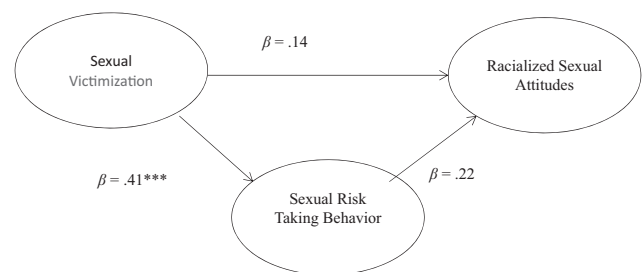 Sexual
Victimization
β = .14
Racialized Sexual
Attitudes
β = .41***
Sexual Risk
Taking Behavior
β = .22